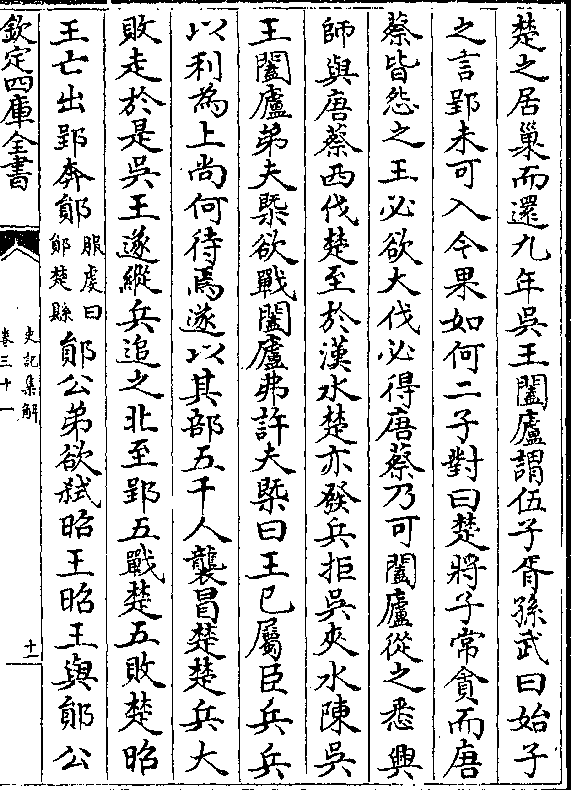 楚之居巢而還九年吳王闔廬謂伍子胥孫武曰始子
之言郢未可入今果如何二子對曰楚將子常貪而唐
蔡皆怨之王必欲大伐必得唐蔡乃可闔廬從之悉興
師與唐蔡西伐楚至於漢水楚亦發兵拒吳夾水陳吳
王闔廬弟夫槩欲戰闔廬弗許夫槩曰王已屬臣兵兵
以利為上尚何待焉遂以其部五千人襲冒楚楚兵大
敗走於是吳王遂縱兵追之北至郢五戰楚五敗楚昭
王亡出郢奔鄖服虔曰鄖楚縣鄖公弟欲弑昭王昭王與鄖公
欽定四庫全書
史記集解
卷三十一
十一